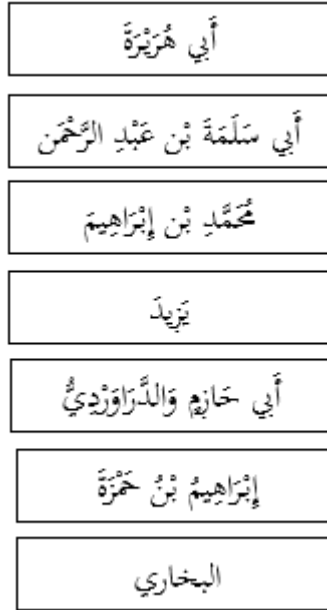 أَبِي هُرَيْرَةَ
أَبِي سَلَمَةَ بْنِ عَبْدِ الرَّحْمَن
مُحَمَّدِ بْنِ إِبْرَاهِيمَ
يَزِيدَ
أَبِي حَازِمٍ وَالدَّرَاوَرْدِيُّ
إِبْرَاهِيمُ بْنُ حَمْزَةَ
البخاري